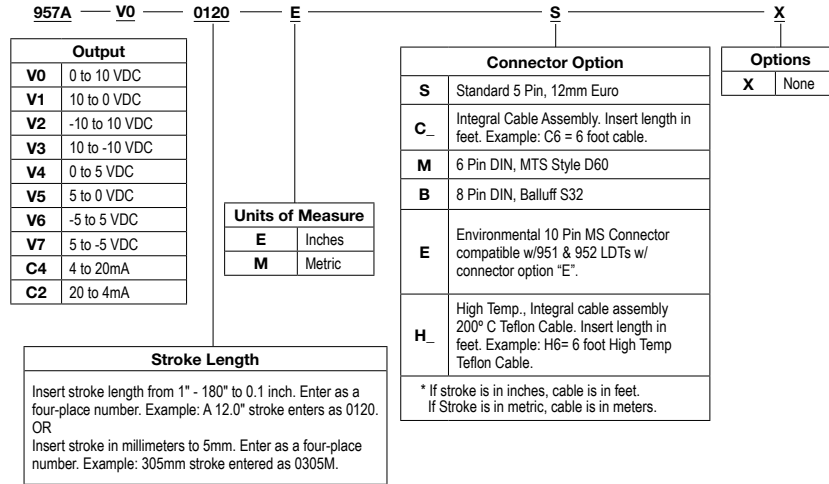 957A V0 0120 E S X
Output
V0 0 to 10 VDC
V1 10 to 0 VDC
V2 -10 to 10 VDC
V3 10 to -10 VDC
V4 0 to 5 VDC
V5 5 to 0 VDC
V6 -5 to 5 VDC
V7 5 to -5 VDC
C4 4 to 20mA
C2 20 to 4mA
Units of Measure
E Inches
M Metric
Stroke Length
Insert stroke length from 1" - 180" to 0.1 inch. Enter as a
four-place number. Example: A 12.0" stroke enters as 0120.
OR
Insert stroke in millimeters to 5mm. Enter as a four-place
number. Example: 305mm stroke entered as 0305M.
Connector Option
S Standard 5 Pin, 12mm Euro
C_ Integral Cable Assembly. Insert length in
feet. Example: C6 = 6 foot cable.
M 6 Pin DIN, MTS Style D60
B 8 Pin DIN, Balluff S32
E Environmental 10 Pin MS Connector
compatible w/951 & 952 LDTs w/
connector option “E”.
H_ High Temp., Integral cable assembly
200º C Teflon Cable. Insert length in
feet. Example: H6= 6 foot High Temp
Teflon Cable.
* If stroke is in inches, cable is in feet.
If Stroke is in metric, cable is in meters.
Options
X None